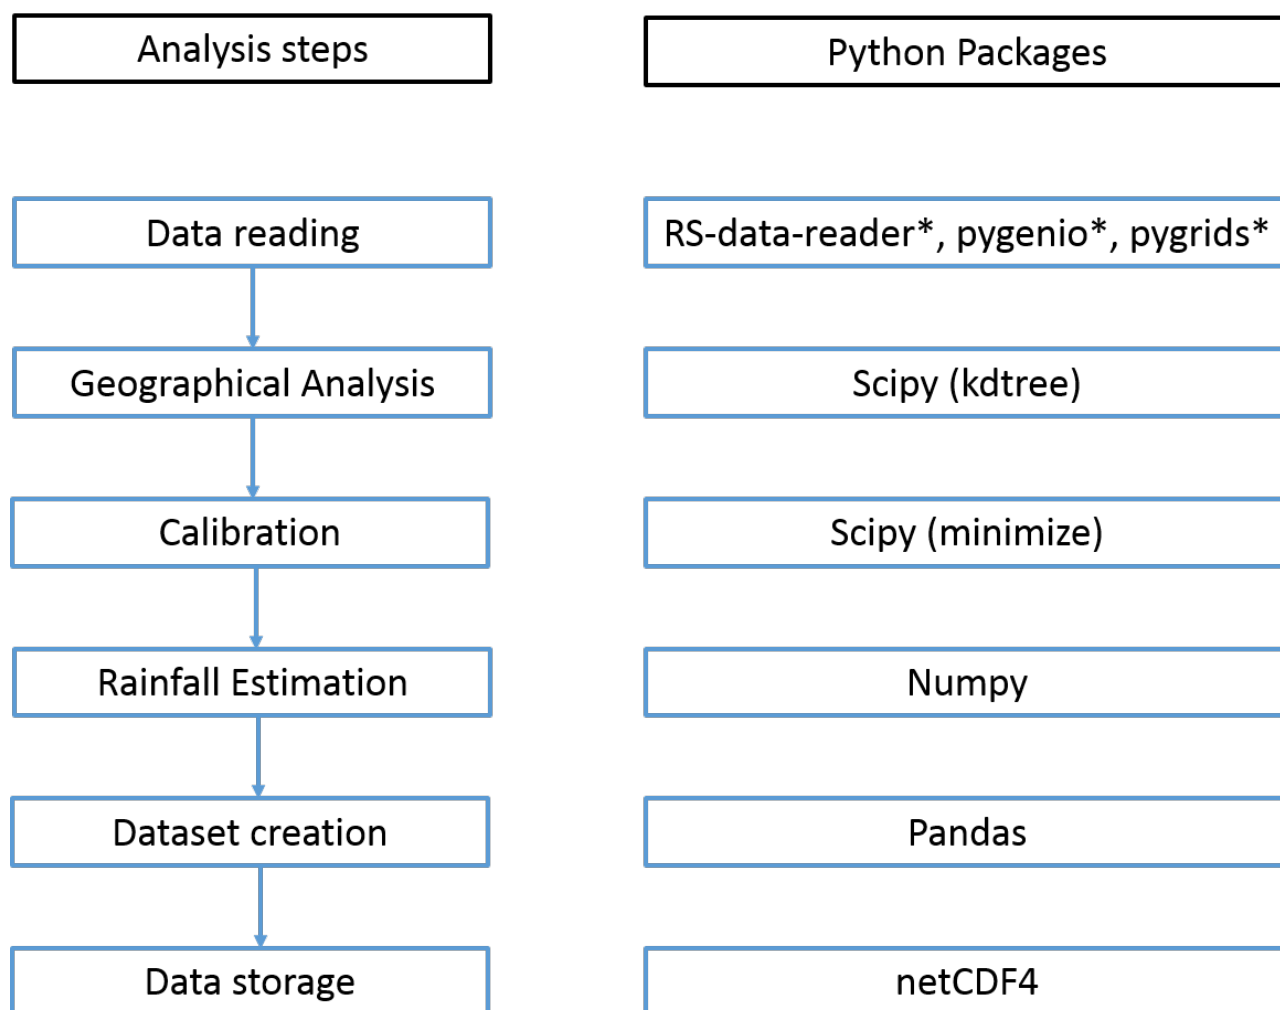 Analysis steps
Python Packages
Data reading
RS-data-reader*, pygenio*, pygrids*
Geographical Analysis
Scipy (kdtree)
Calibration
Scipy (minimize)
Rainfall Estimation
Numpy
Dataset creation
Pandas
Data storage
netCDF4